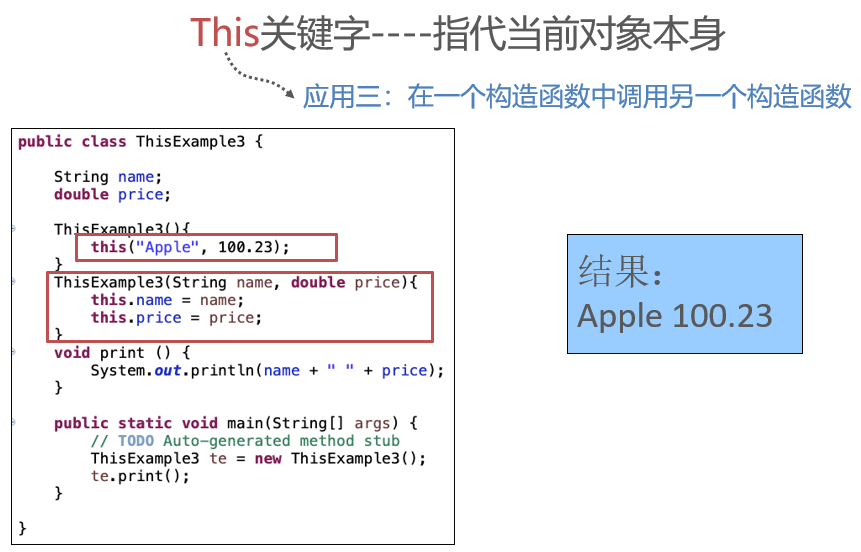 This关键字----指代当前对象本身
应用三：在一个构造函数中调用另一个构造函数
public class ThisExample3 {
String name;
double price;
ThisExample3(){
this("Apple", 100.23);
}
ThisExample3(String name, double price){
this.name = name;
this.price = price;
}
void print () {
System.out.println(name + " " + price);
}
public static void main(String[] args) {
// TODO Auto-generated method stub
ThisExample3 te = new ThisExample3();
te.print();
}
}
结果：
Apple 100.23